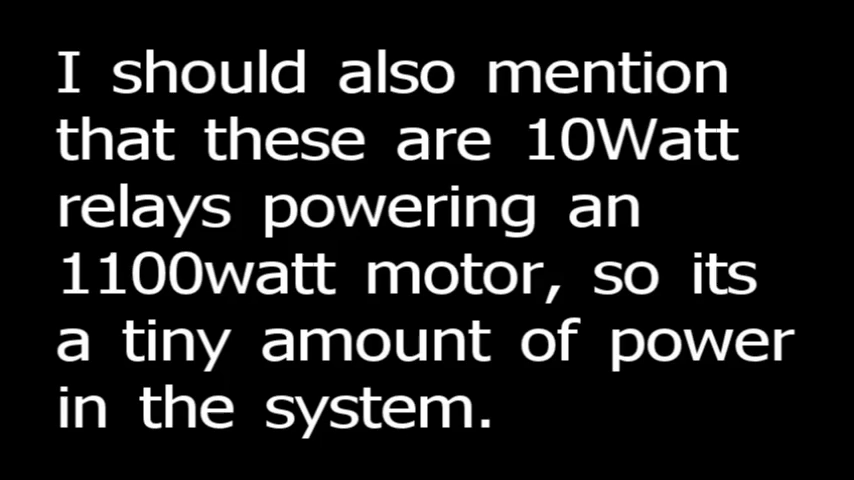 I should also mention
that these are 10Watt
relays powering an
1100watt motor, so its
a tiny amount of power
in the system.